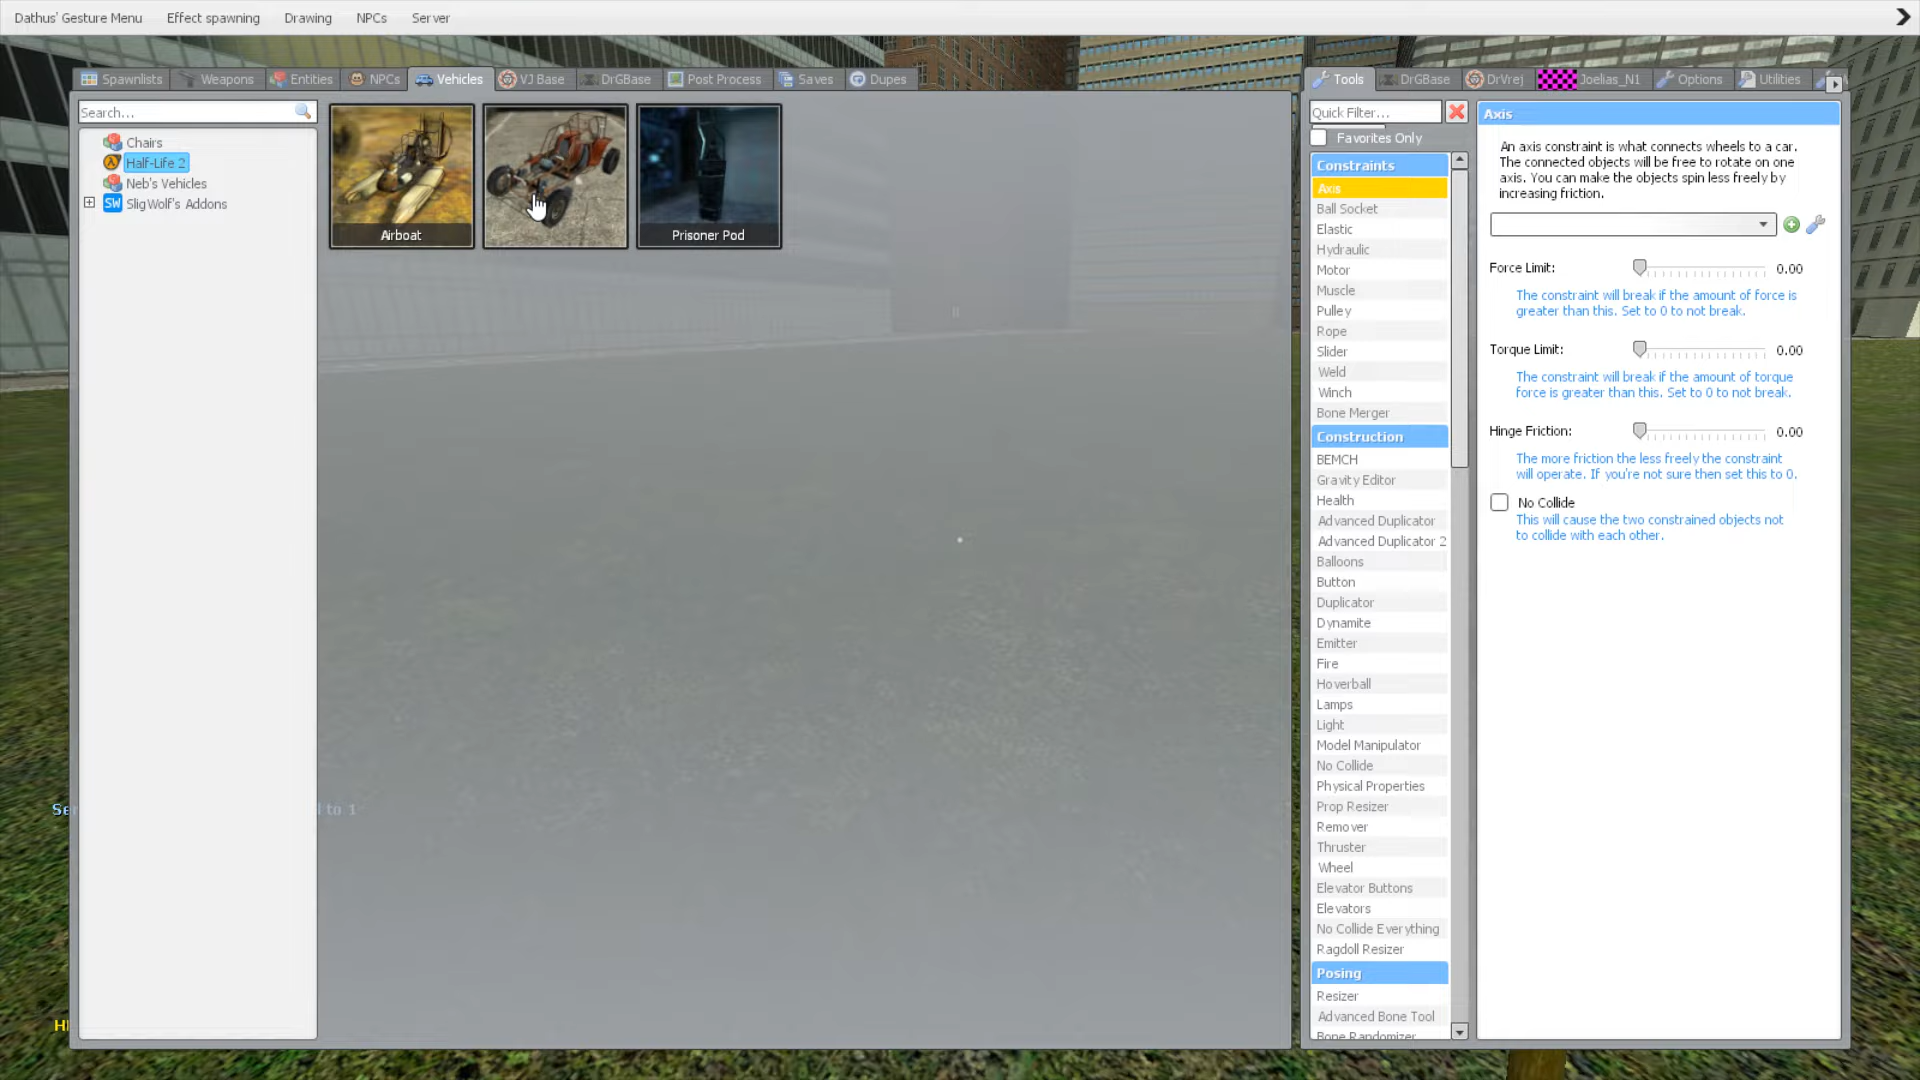 Dathus' Gesture Menu Effect spawning Drawing NPCs Server
Spawnlists Weapons Entities NPCs Vehicles VJ Base DrGBase Post Process Saves Dupes
Tools DrGBase DrVrej Joelias_N1 Options Utilities
Search...
Chairs
Half-Life 2
Neb's Vehicles
SW SligWolf's Addons
Airboat
Prisoner Pod
to 1
Quick Filter...
Favorites Only
Constraints
Axis
Ball Socket
Elastic
Hydraulic
Motor
Muscle
Pulley
Rope
Slider
Weld
Winch
Bone Merger
Construction
BEMCH
Gravity Editor
Health
Advanced Duplicator
Advanced Duplicator 2
Balloons
Button
Duplicator
Dynamite
Emitter
Fire
Hoverball
Lamps
Light
Model Manipulator
No Collide
Physical Properties
Prop Resizer
Remover
Thruster
Wheel
Elevator Buttons
Elevators
No Collide Everything
Ragdoll Resizer
Posing
Resizer
Advanced Bone Tool
Bone Randomizer
Axis
An axis constraint is what connects wheels to a car.
The connected objects will be free to rotate on one
axis. You can make the objects spin less freely by
increasing friction.
Force Limit: 0.00
The constraint will break if the amount of force is
greater than this. Set to 0 to not break.
Torque Limit: 0.00
The constraint will break if the amount of torque
force is greater than this. Set to 0 to not break.
Hinge Friction: 0.00
The more friction the less freely the constraint
will operate. If you're not sure then set this to 0.
No Collide
This will cause the two constrained objects not
to collide with each other.